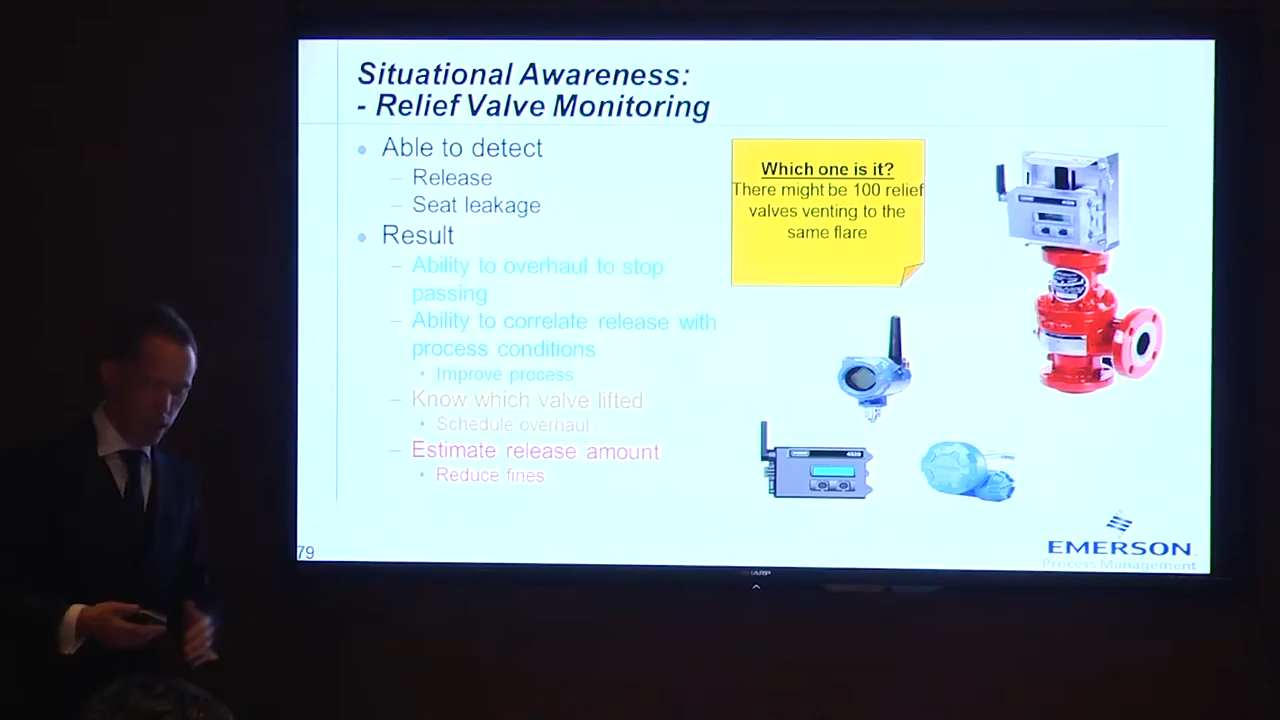 Situational Awareness:
- Relief Valve Monitoring
• Able to detect
– Release
– Seat leakage
• Result
– Ability to overhaul to stop
passing
– Ability to correlate release with
process conditions
• Improve process
– Know which valve lifted
• Schedule overhaul
– Estimate release amount
• Reduce fines
Which one is it?
There might be 100 relief
valves venting to the
same flare
79
EMERSON
Process Management
SHARP